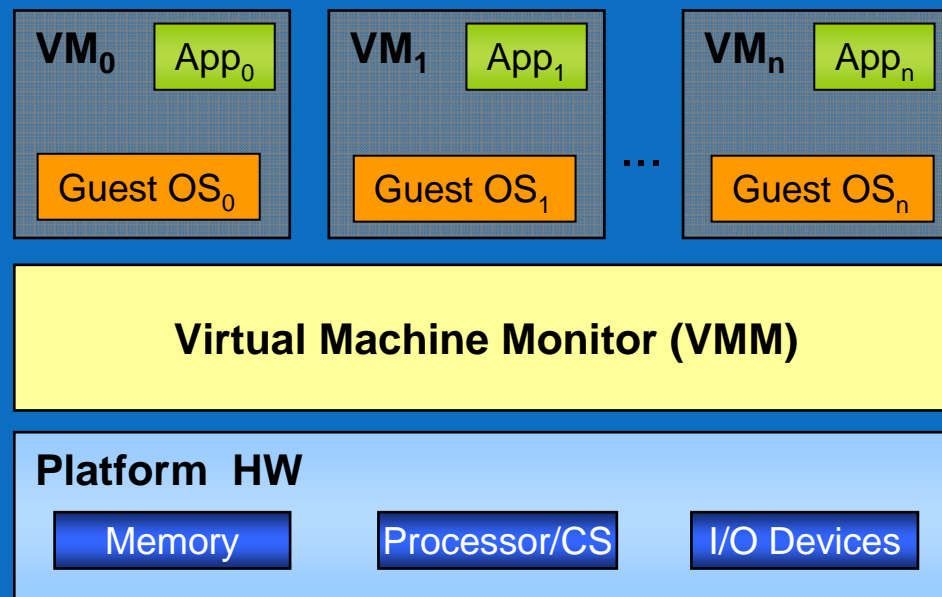 VM₀ App₀ VM₁ App₁ VMₙ App�ₙ
Guest OS₀ Guest OS₁ ... Guest OSₙ
Virtual Machine Monitor (VMM)
Platform HW
Memory Processor/CS I/O Devices